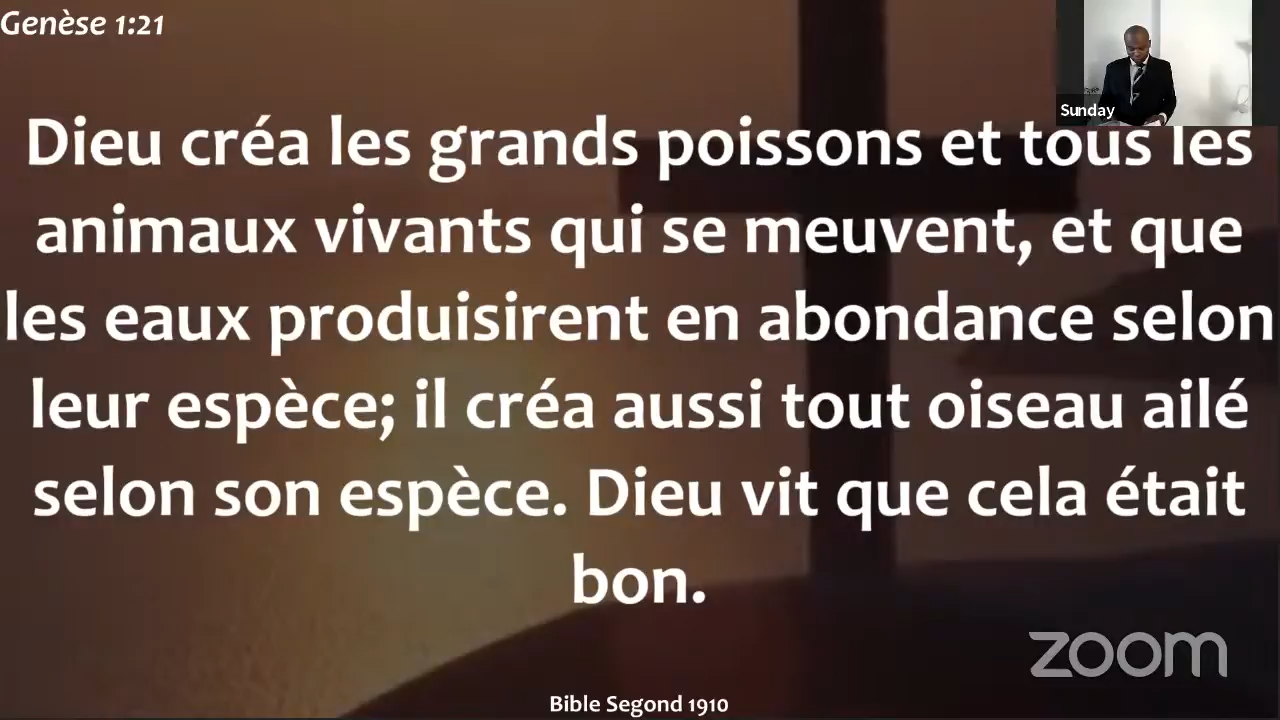 Genèse 1:21
Sunday
Dieu créa les grands poissons et tous les
animaux vivants qui se meuvent, et que
les eaux produisirent en abondance selon
leur espèce; il créa aussi tout oiseau ailé
selon son espèce. Dieu vit que cela était
bon.
zoom
Bible Segond 1910